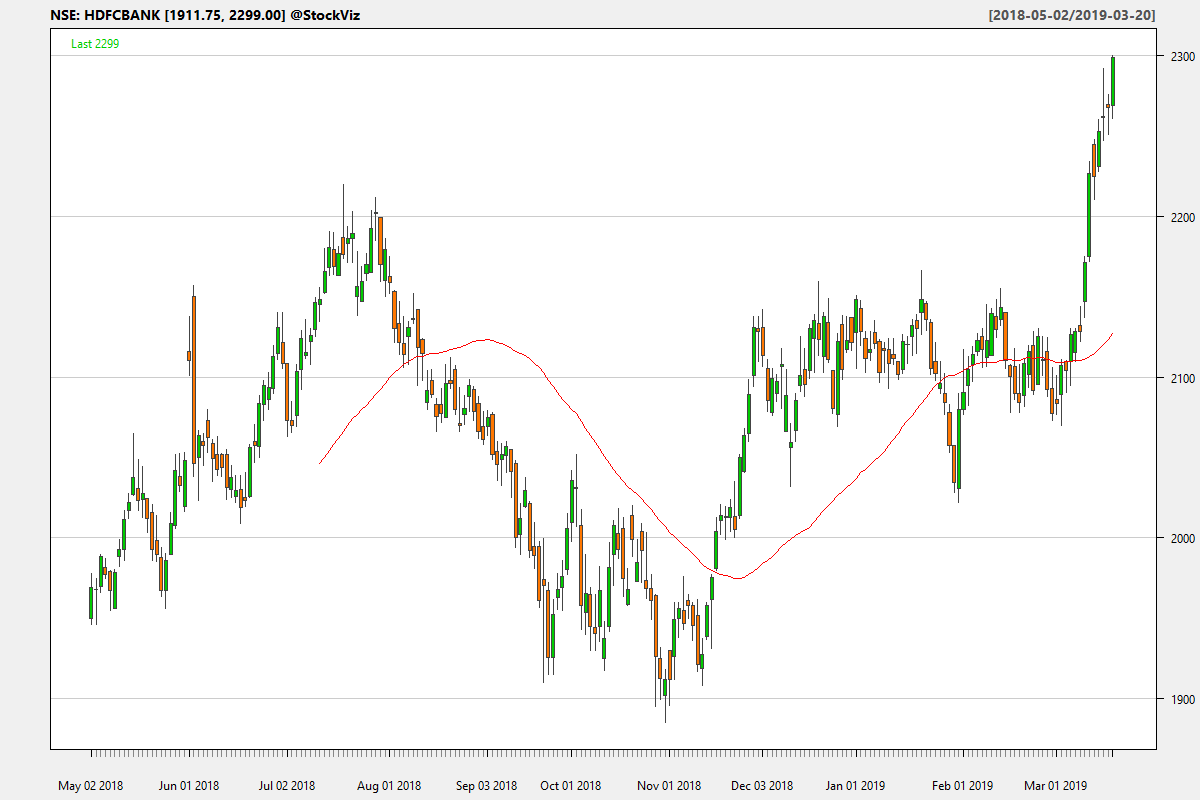 NSE: HDFCBANK [1911.75, 2299.00] @StockViz [2018-05-02/2019-03-20]
Last 2299
2300
2200
2100
2000
1900
May 02 2018 Jun 01 2018 Jul 02 2018 Aug 01 2018 Sep 03 2018 Oct 01 2018 Nov 01 2018 Dec 03 2018 Jan 01 2019 Feb 01 2019 Mar 01 2019